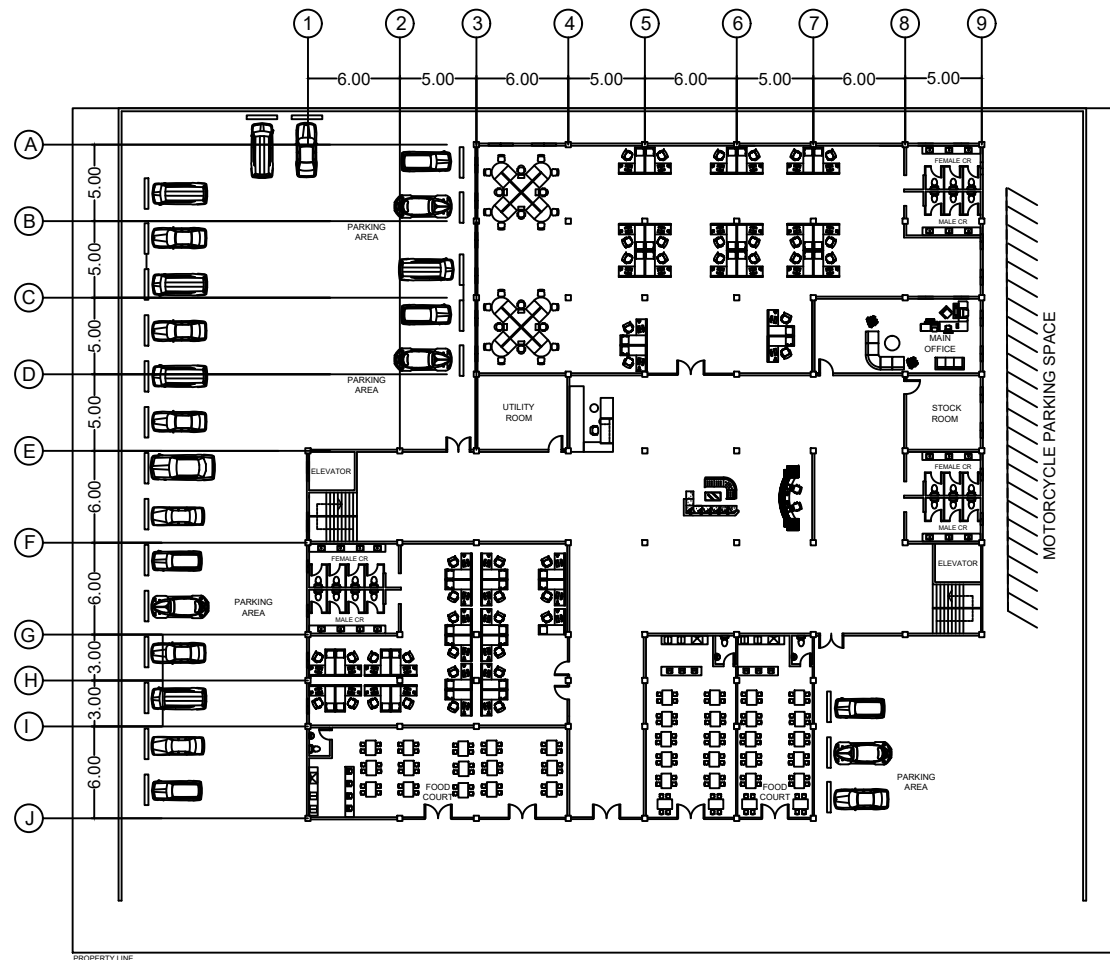 1 2 3 4 5 6 7 8 9
6.00 5.00 6.00 5.00 6.00 5.00 6.00 5.00
A
5.00
B
5.00
C
5.00
D
5.00
E
6.00
F
6.00
G
3.00
H
3.00
I
6.00
J
PARKING
AREA
PARKING
AREA
PARKING
AREA
FEMALE CR
MALE CR
MAIN
OFFICE
UTILITY
ROOM
STOCK
ROOM
ELEVATOR
FEMALE CR
MALE CR
FEMALE CR
MALE CR
ELEVATOR
MOTORCYCLE PARKING SPACE
FOOD
COURT
FOOD
COURT
PARKING
AREA
PROPERTY LINE